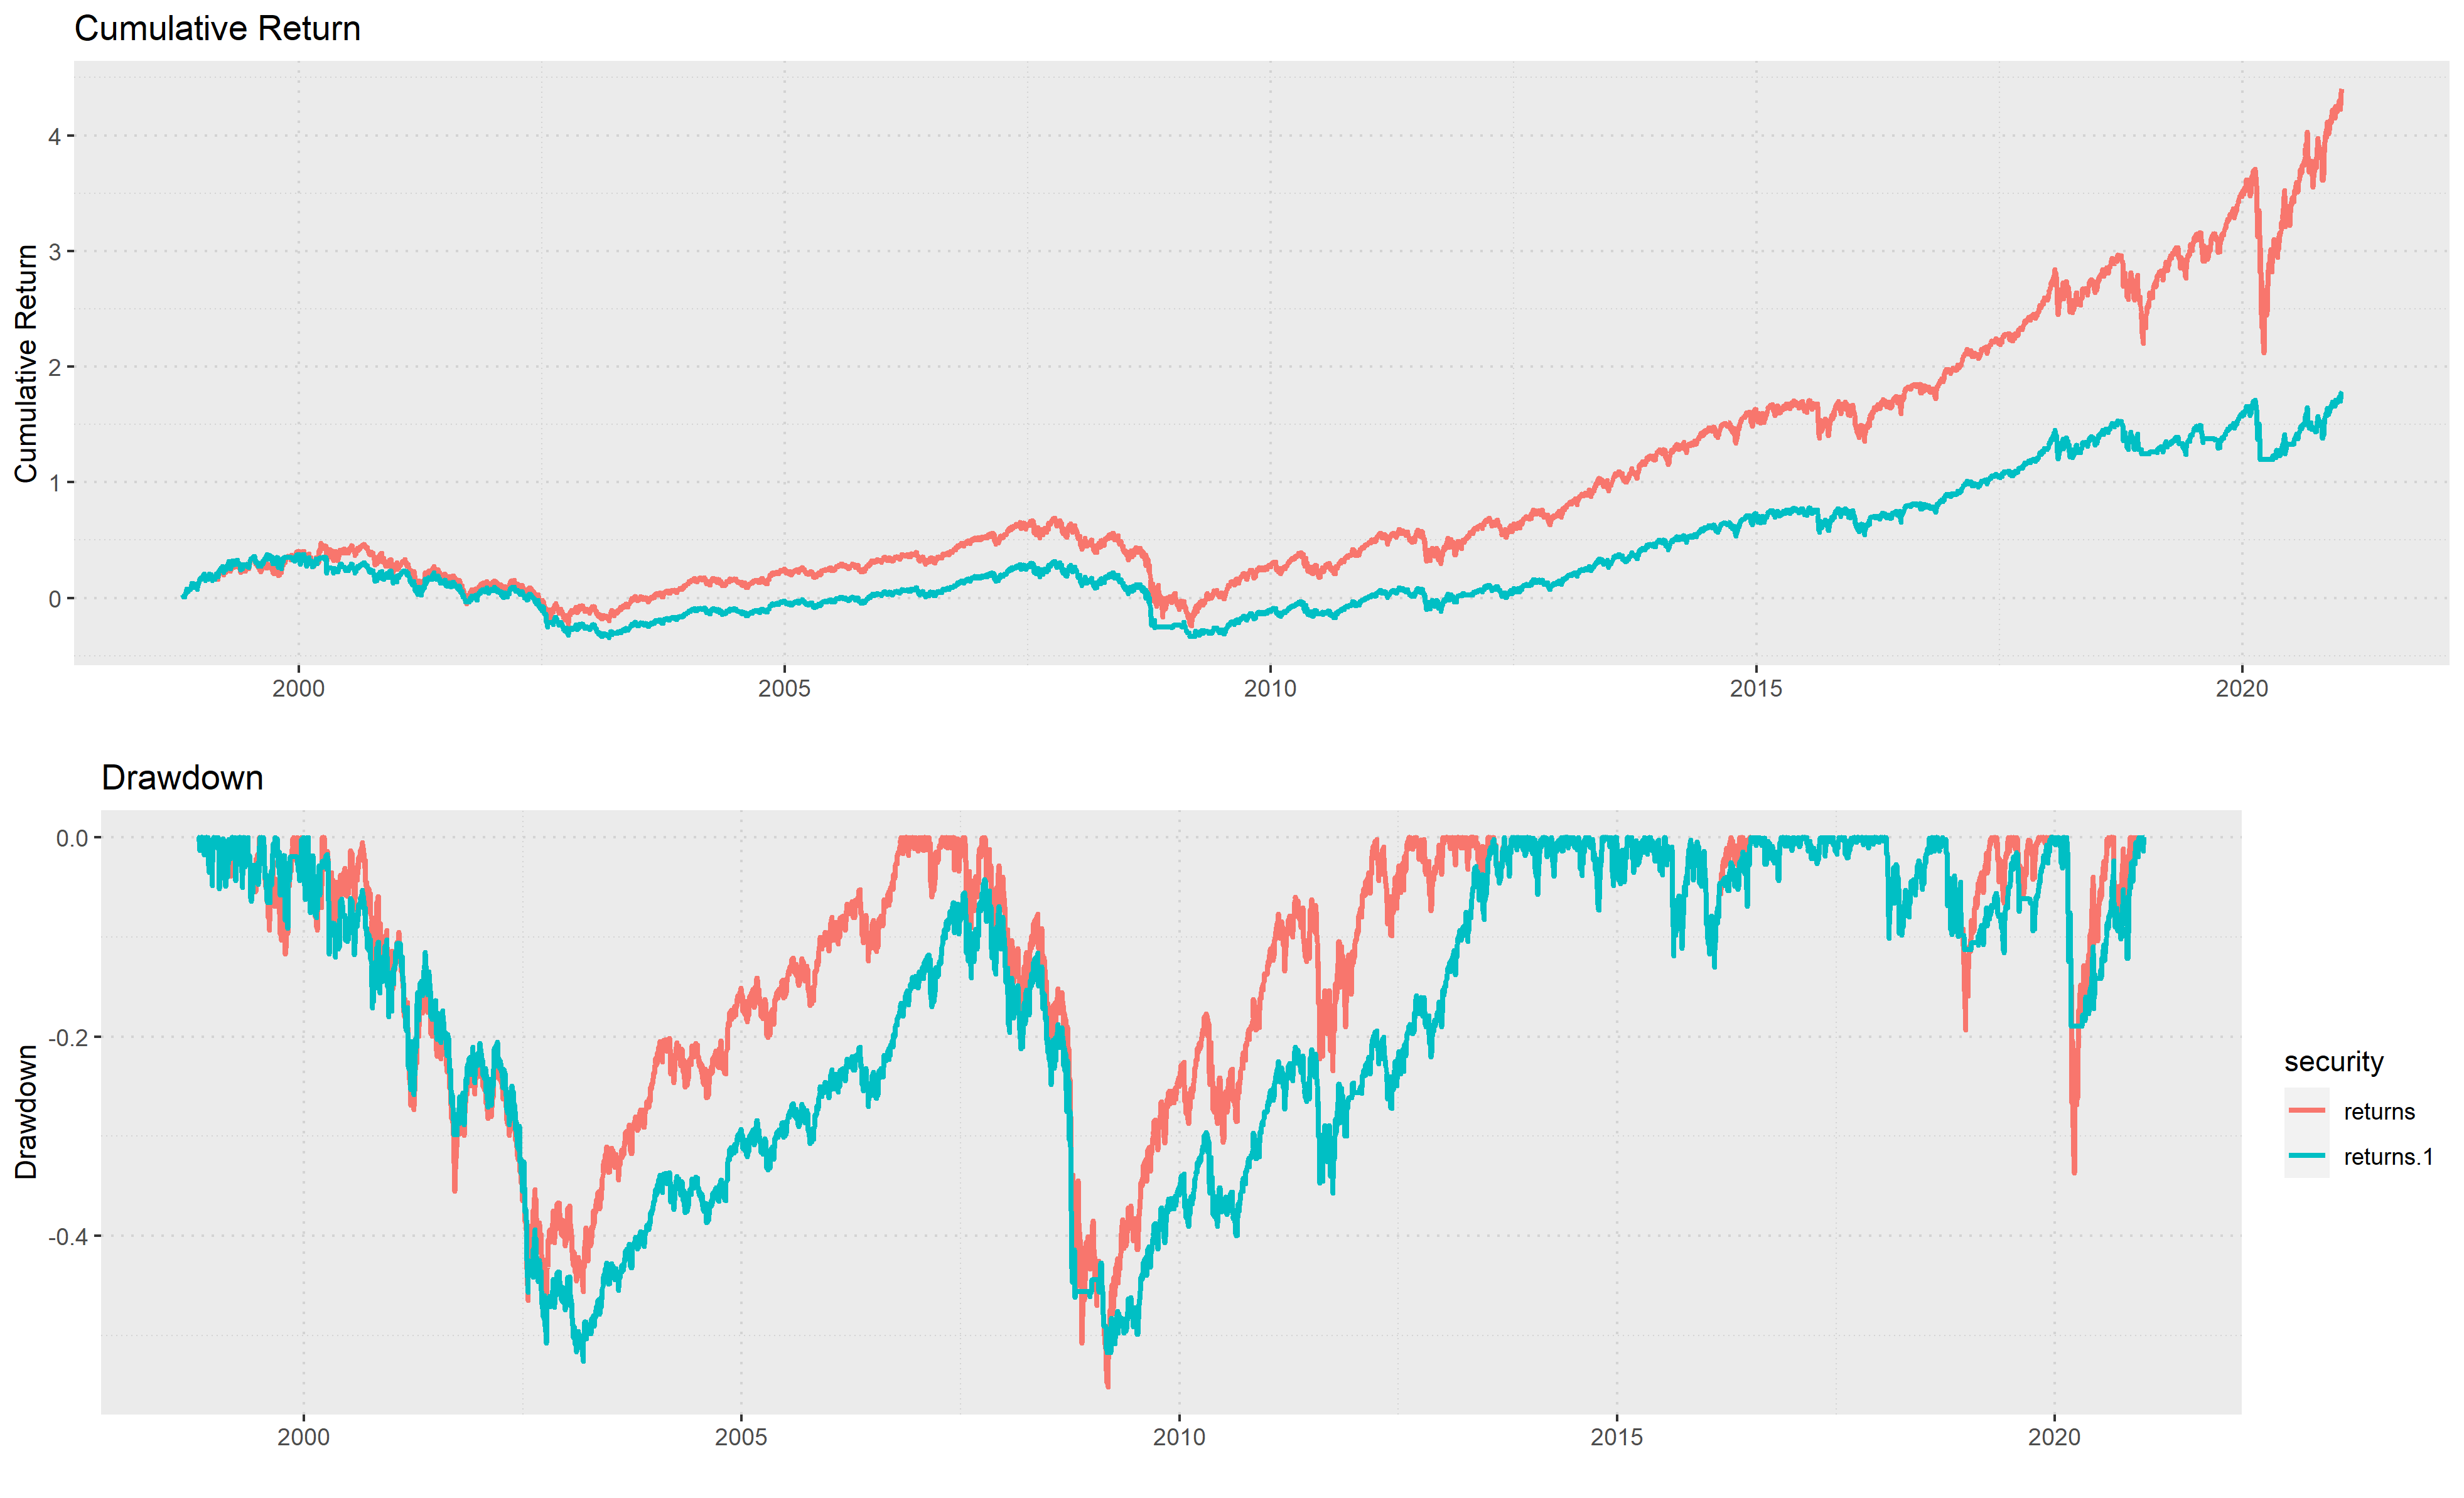 Cumulative Return
Cumulative Return
4
3
2
1
0
2000 2005 2010 2015 2020
Drawdown
Drawdown
0.0
-0.2
-0.4
2000 2005 2010 2015 2020
security
returns
returns.1